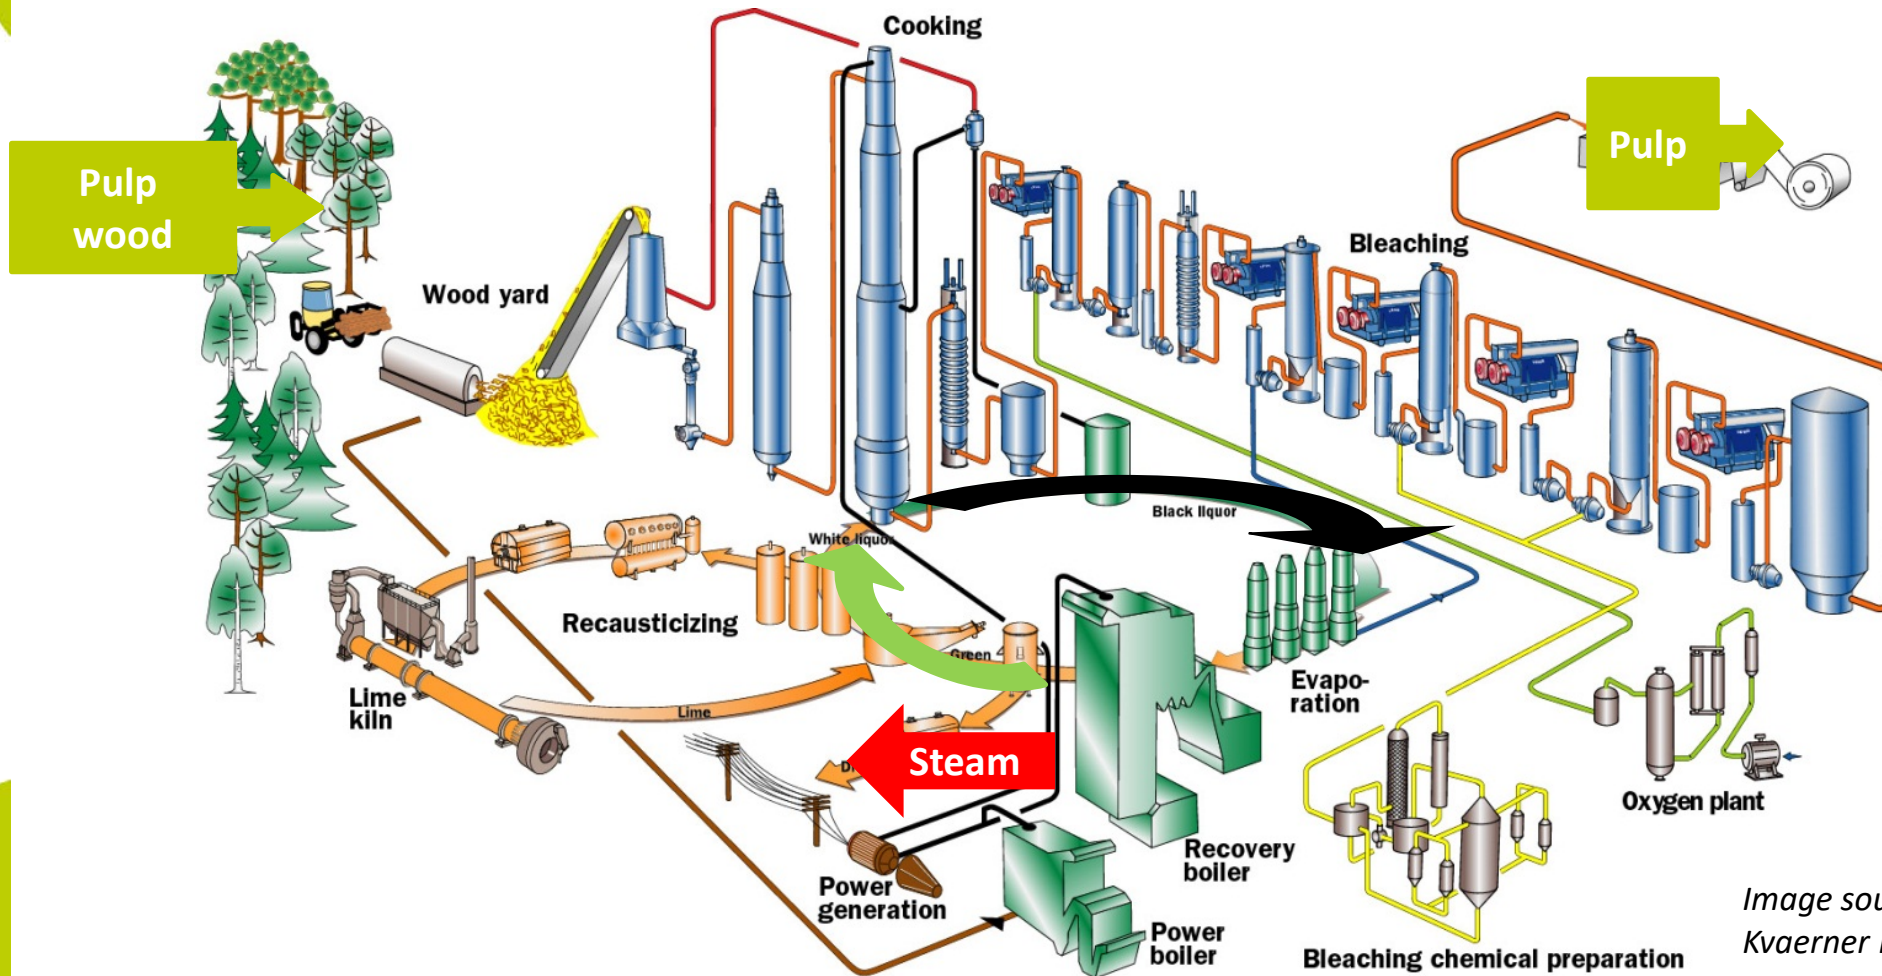 Cooking
Pulp
Pulp
wood
Bleaching
Wood yard
Black liquor
White liquor
Recausticizing
Green
Evapo-
ration
Lime
kiln
Lime
Steam
Oxygen plant
Recovery
boiler
Power
generation
Power
boiler
Bleaching chemical preparation
Image sou
Kvaerner